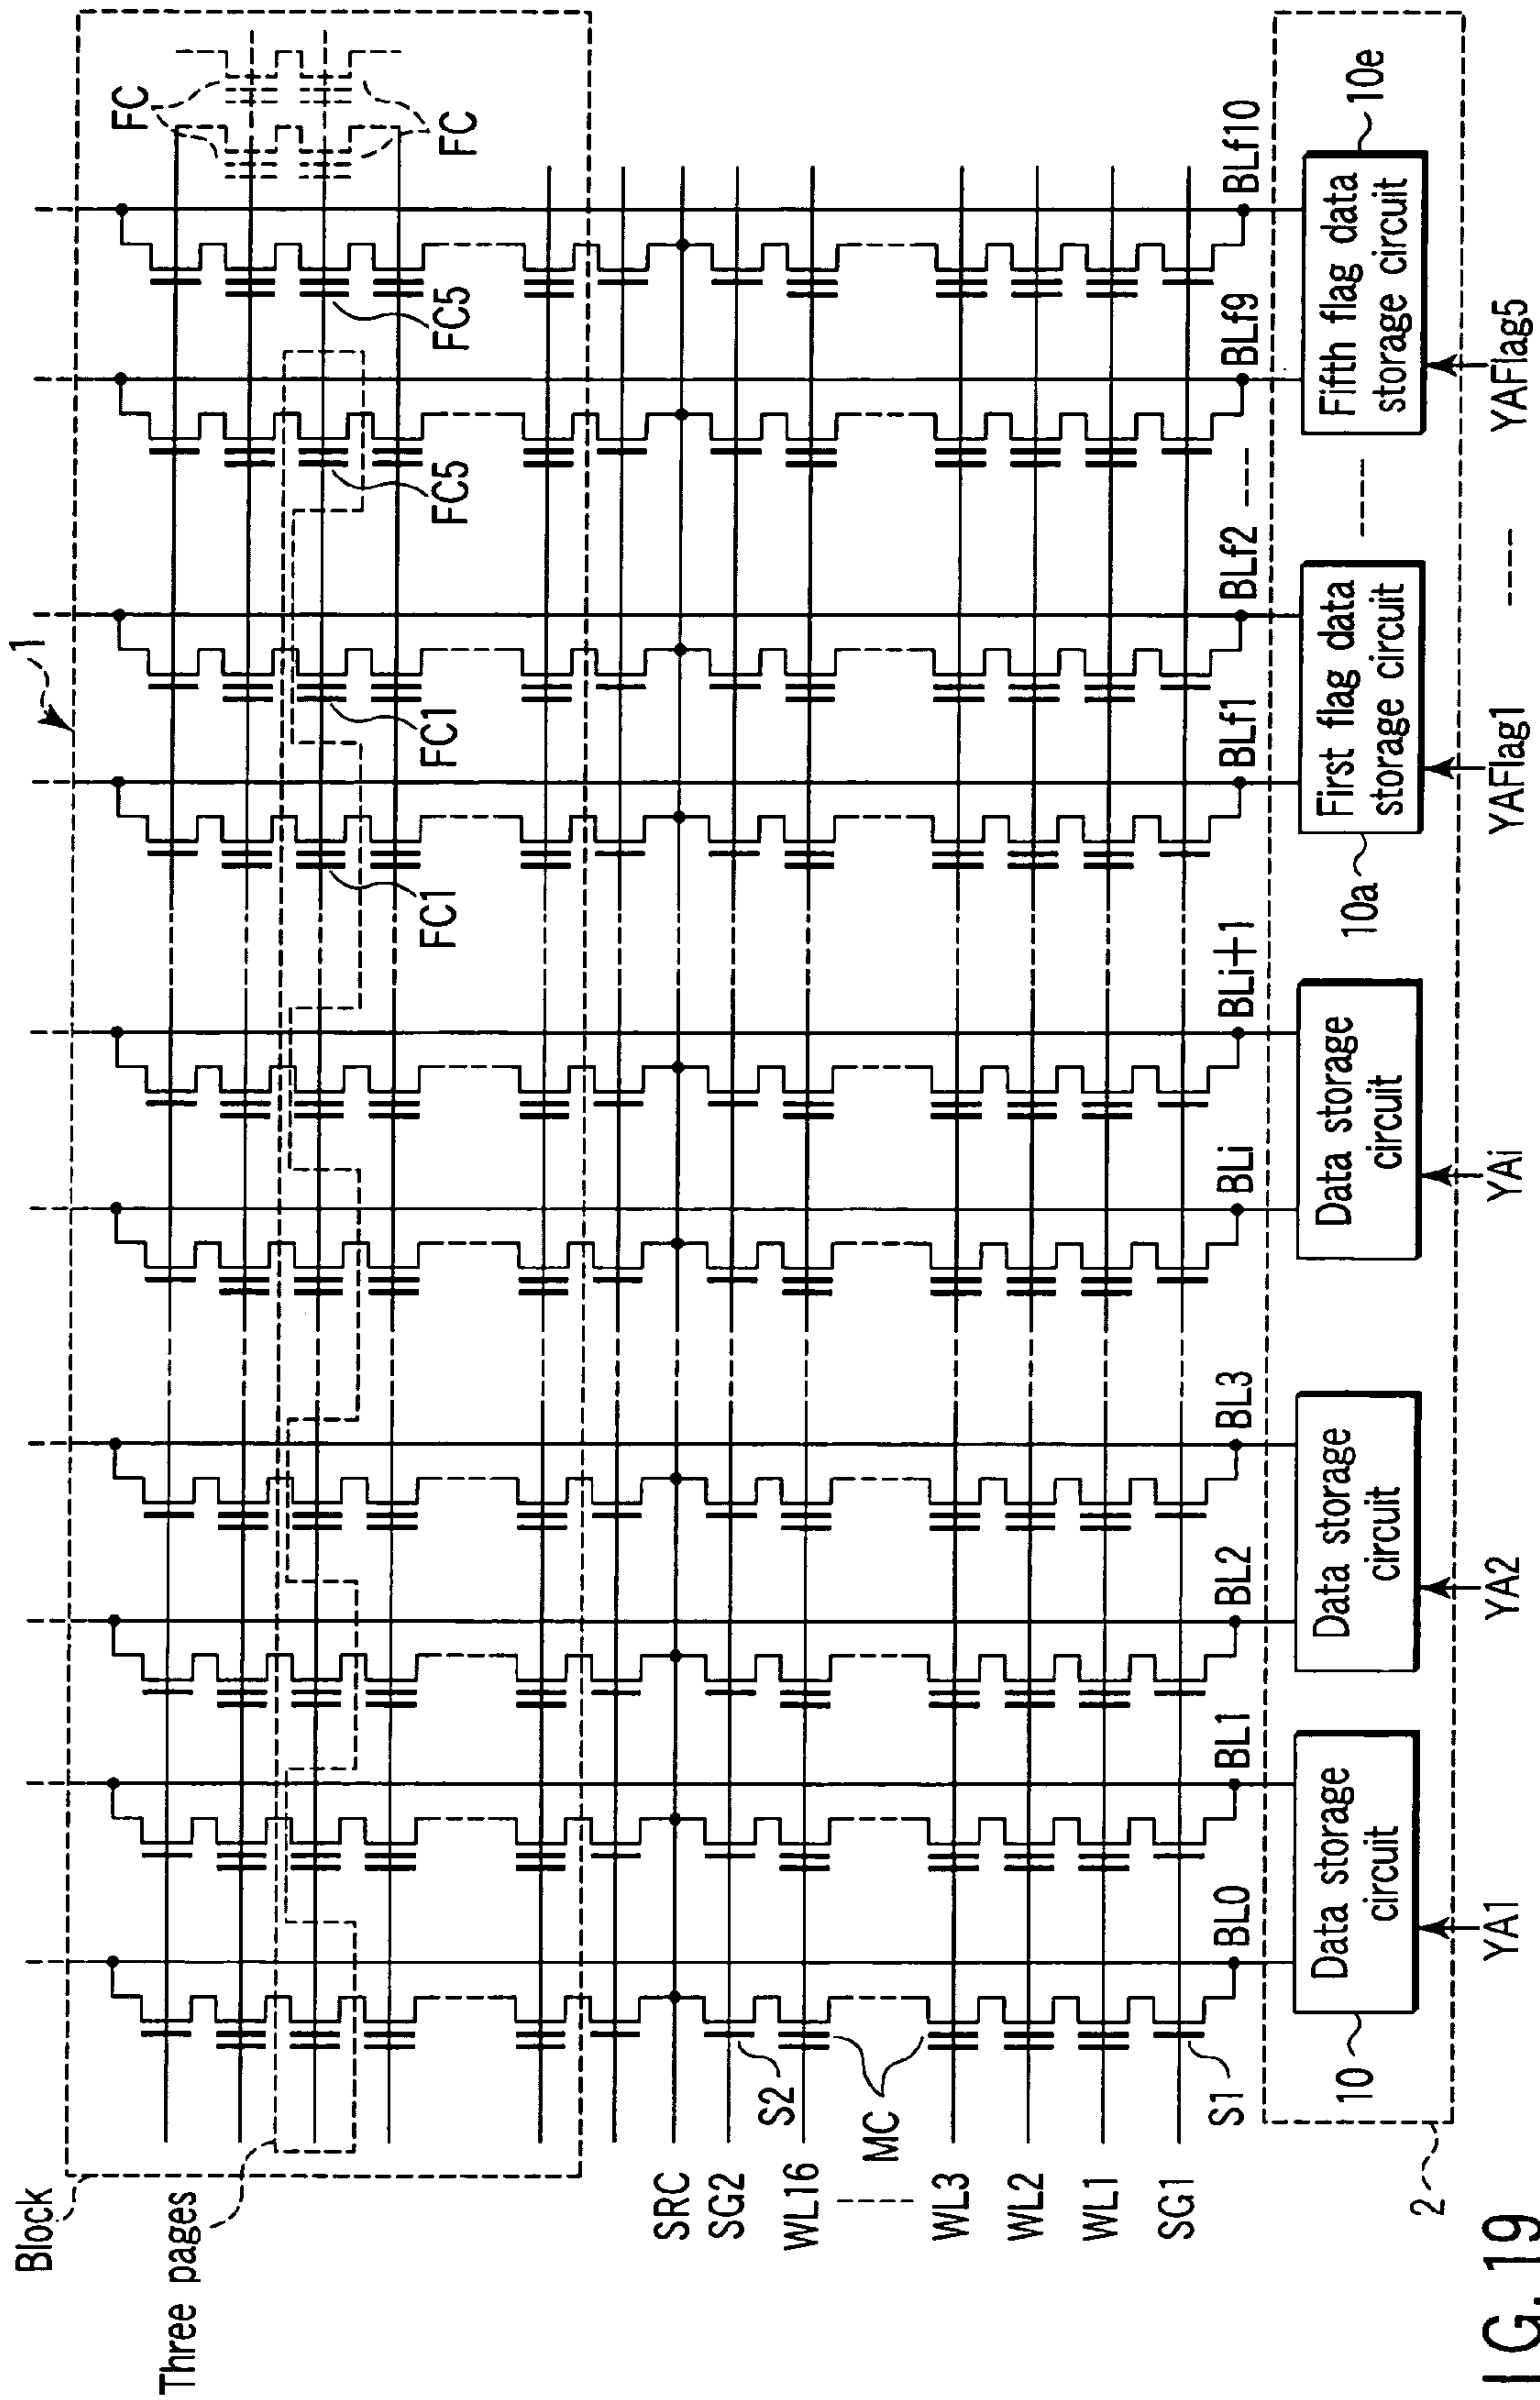 Block
Three pages
1
FC
FC
FC1
FC1
FC5
FC5
SRC
SG2
WL16
WL3
WL2
WL1
SG1
S2
MC
S1
BL0
BL1
BL2
BL3
BLi
BLi+1
BLf1
BLf2
BLf9
BLf10
2
10
Data storage
circuit
Data storage
circuit
Data storage
circuit
10a
First flag data
storage circuit
Fifth flag data
storage circuit
10e
YA1
YA2
YAi
YAFlag1
YAFlag5
I G. 19